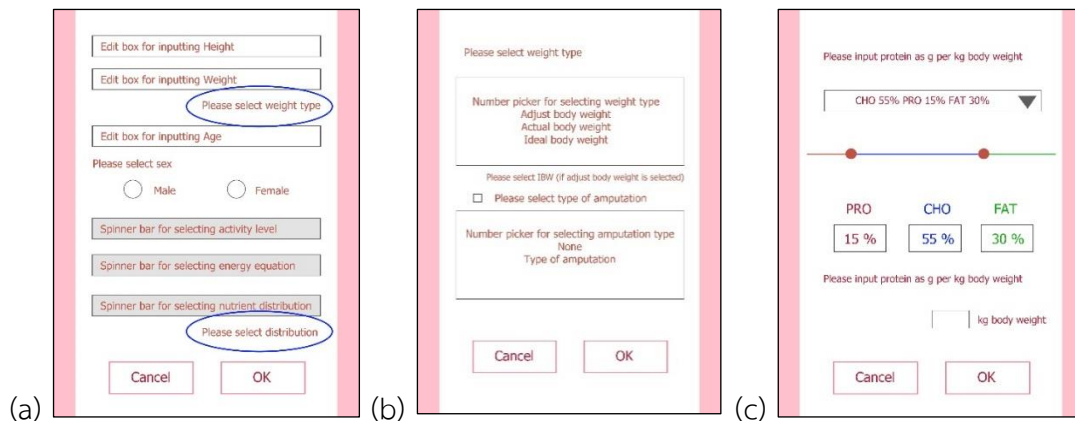 Edit box for inputting Height
Edit box for inputting Weight
Please select weight type
Edit box for inputting Age
Please select sex
Male Female
Spinner bar for selecting activity level
Spinner bar for selecting energy equation
Spinner bar for selecting nutrient distribution
Please select distribution
Cancel OK
(a)
Please select weight type
Number picker for selecting weight type
Adjust body weight
Actual body weight
Ideal body weight
Please select IBW (if adjust body weight is selected)
Please select type of amputation
Number picker for selecting amputation type
None
Type of amputation
Cancel OK
(b)
Please input protein as g per kg body weight
CHO 55% PRO 15% FAT 30%
PRO CHO FAT
15 % 55 % 30 %
Please input protein as g per kg body weight
kg body weight
Cancel OK
(c)